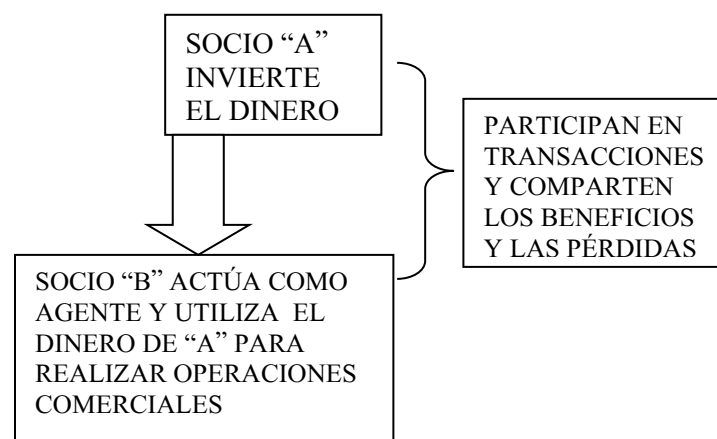 SOCIO “A”
INVIERTE
EL DINERO
PARTICIPAN EN
TRANSACCIONES
Y COMPARTEN
LOS BENEFICIOS
Y LAS PÉRDIDAS
SOCIO “B” ACTÚA COMO
AGENTE Y UTILIZA EL
DINERO DE “A” PARA
REALIZAR OPERACIONES
COMERCIALES